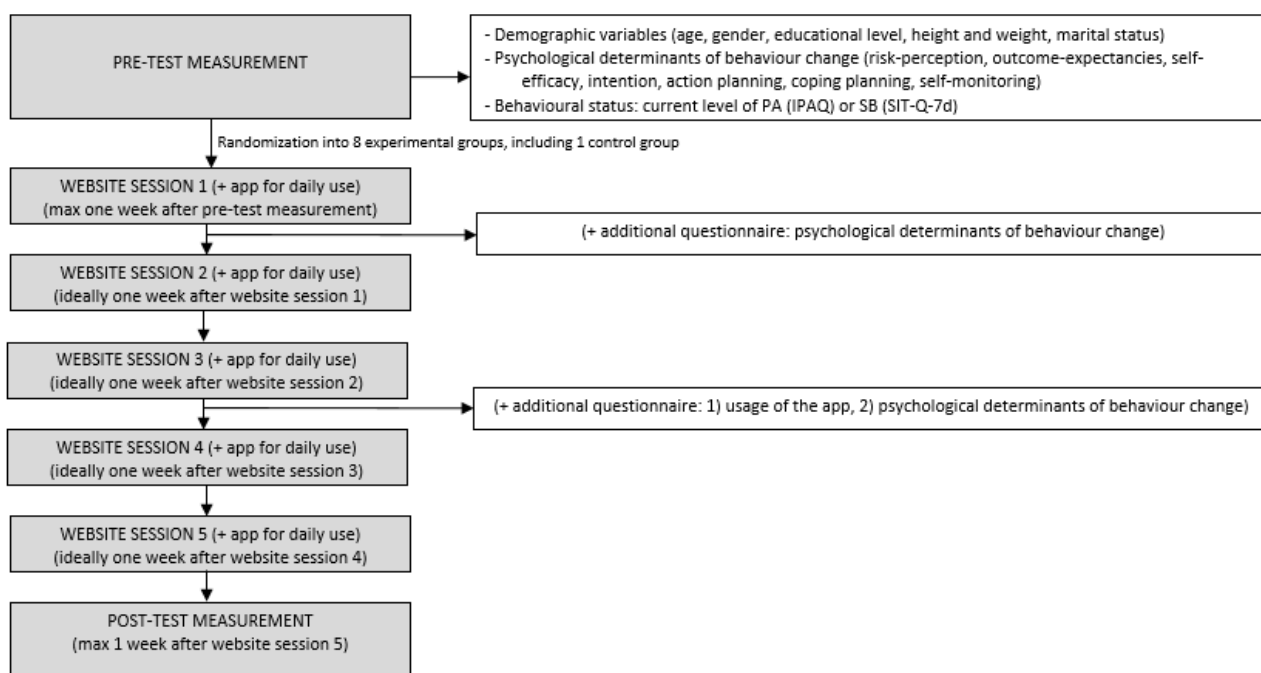 PRE-TEST MEASUREMENT
- Demographic variables (age, gender, educational level, height and weight, marital status)
- Psychological determinants of behaviour change (risk-perception, outcome-expectancies, self-
efficacy, intention, action planning, coping planning, self-monitoring)
- Behavioural status: current level of PA (IPAQ) or SB (SIT-Q-7d)
Randomization into 8 experimental groups, including 1 control group
WEBSITE SESSION 1 (+ app for daily use)
(max one week after pre-test measurement)
(+ additional questionnaire: psychological determinants of behaviour change)
WEBSITE SESSION 2 (+ app for daily use)
(ideally one week after website session 1)
WEBSITE SESSION 3 (+ app for daily use)
(ideally one week after website session 2)
(+ additional questionnaire: 1) usage of the app, 2) psychological determinants of behaviour change)
WEBSITE SESSION 4 (+ app for daily use)
(ideally one week after website session 3)
WEBSITE SESSION 5 (+ app for daily use)
(ideally one week after website session 4)
POST-TEST MEASUREMENT
(max 1 week after website session 5)